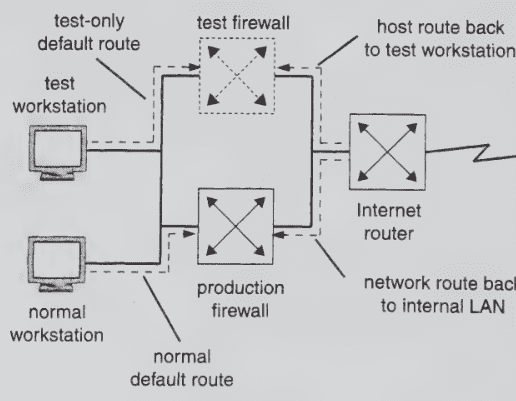 test-only
default route
test firewall
host route back
to test workstation
test
workstation
Internet
router
normal
workstation
production
firewall
network route back
to internal LAN
normal
default route